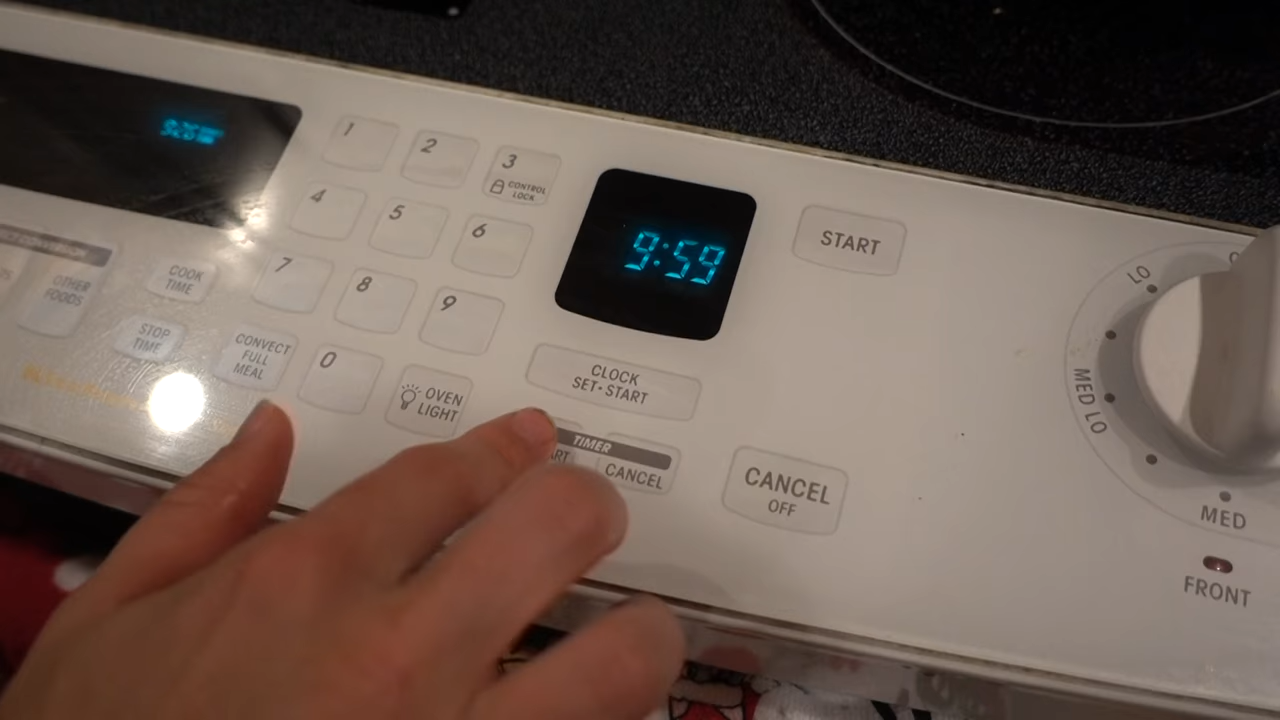 1
2
3
CONTROL
LOCK
4
5
6
7
8
9
0
9:59
START
COOK
TIME
OTHER
FOODS
STOP
TIME
CONVECT
FULL
MEAL
OVEN
LIGHT
CLOCK
SET•START
TIMER
CANCEL
CANCEL
OFF
LO
MED LO
MED
FRONT